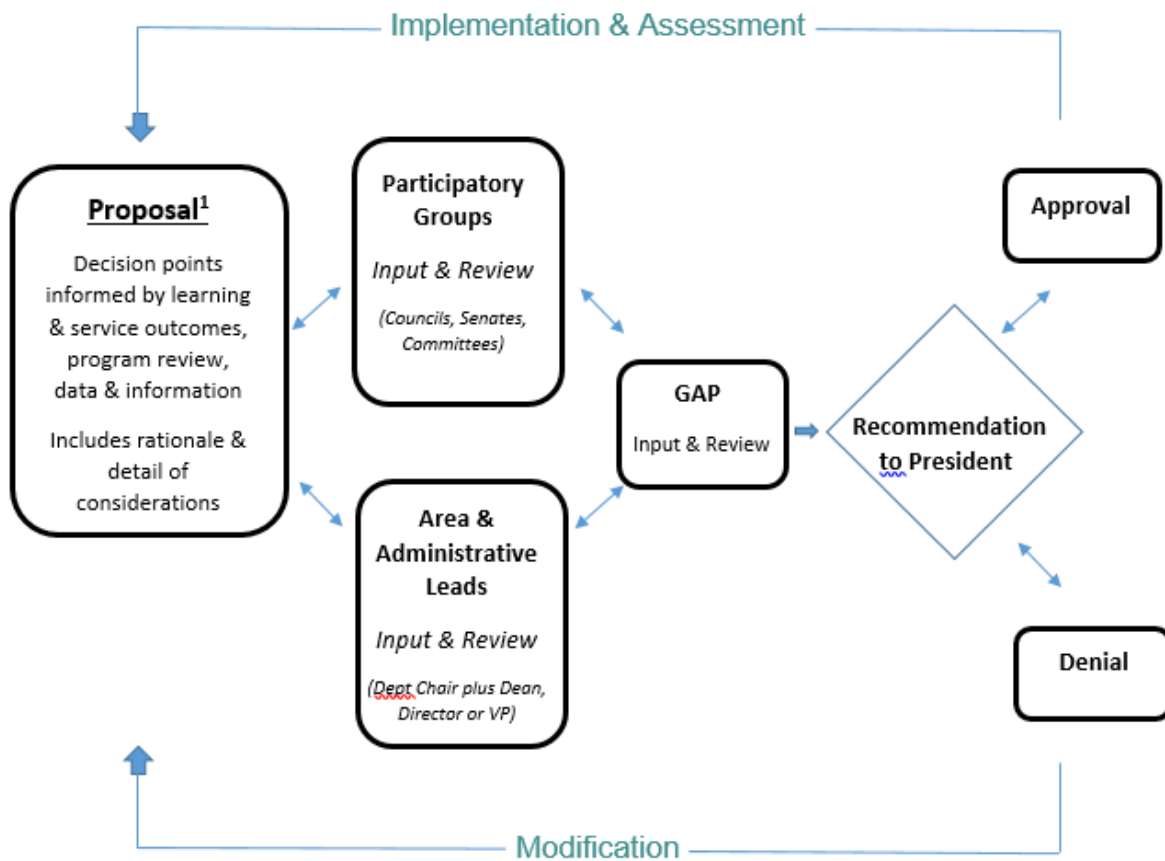 Implementation & Assessment
Proposal1
Decision points
informed by learning
& service outcomes,
program review,
data & information
Includes rationale &
detail of
considerations
Participatory
Groups
Input & Review
(Councils, Senates,
Committees)
Area &
Administrative
Leads
Input & Review
(Dept Chair plus Dean,
Director or VP)
GAP
Input & Review
Recommendation
to President
Approval
Denial
Modification